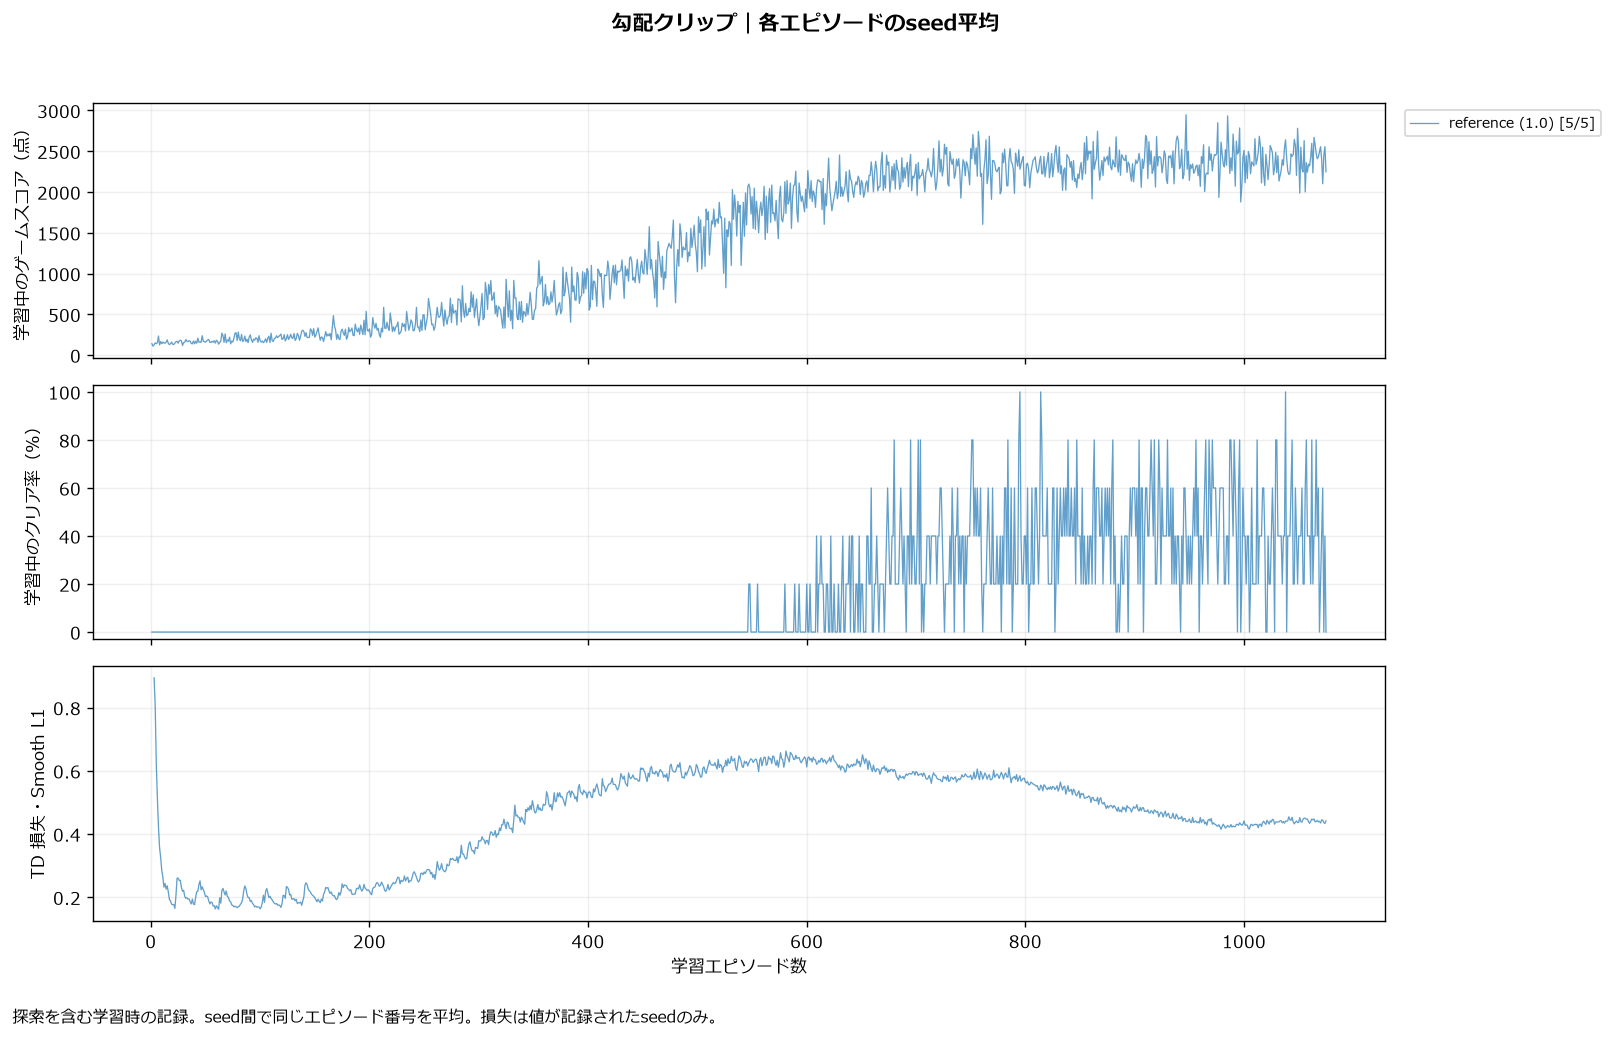 勾配クリップ｜各エピソードのseed平均
学習中のゲームスコア（点）
3000
2500
2000
1500
1000
500
0
reference (1.0) [5/5]
学習中のクリア率（%）
100
80
60
40
20
0
TD 損失・Smooth L1
0.8
0.6
0.4
0.2
0 200 400 600 800 1000
学習エピソード数
探索を含む学習時の記録。seed間で同じエピソード番号を平均。損失は値が記録されたseedのみ。